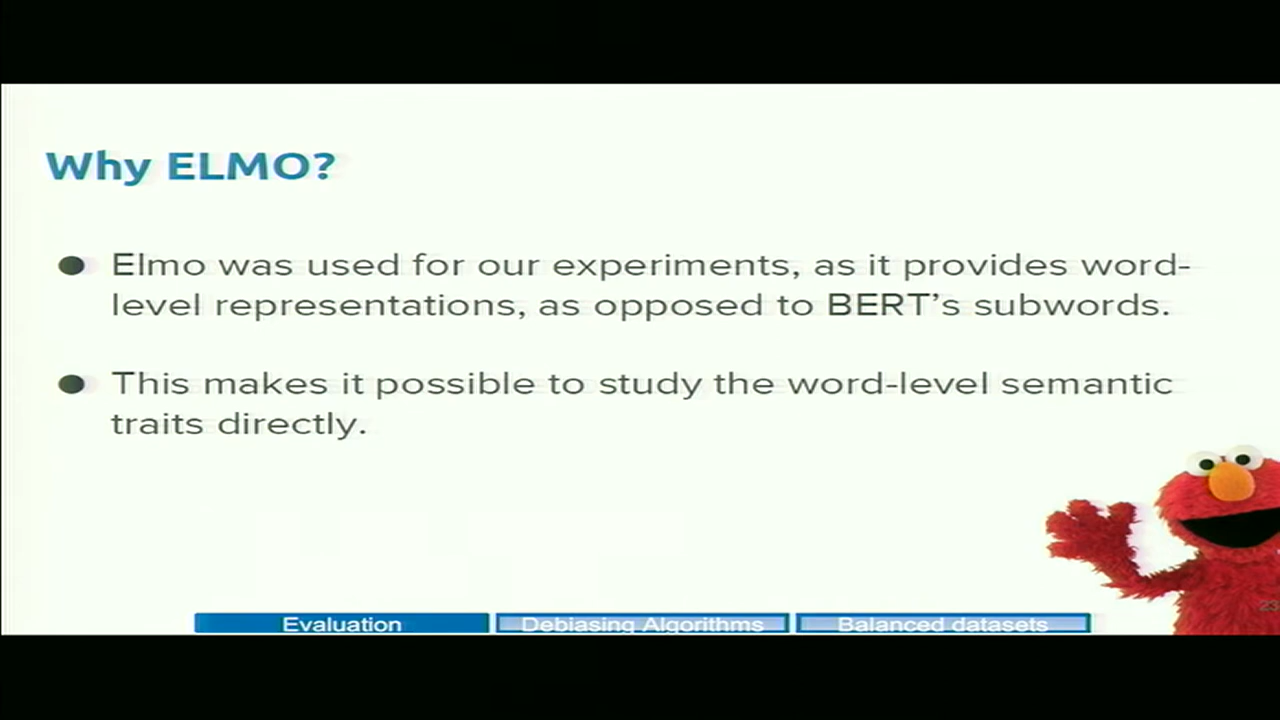 Why ELMO?
● Elmo was used for our experiments, as it provides word-
level representations, as opposed to BERT's subwords.
● This makes it possible to study the word-level semantic
traits directly.
23
Evaluation
Debiasing Algorithms
Balanced datasets